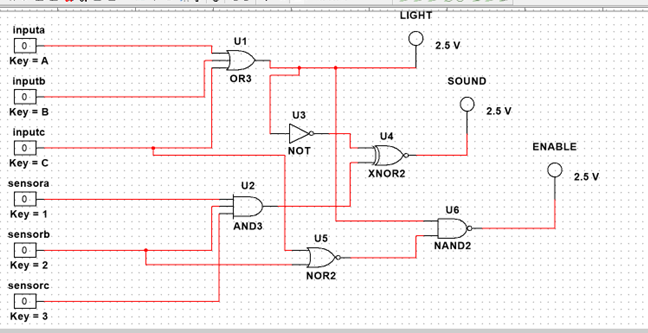 LIGHT
inputa
0
Key = A
U1
OR3
2.5 V
inputb
0
Key = B
SOUND
2.5 V
inputc
0
Key = C
U3
NOT
U4
XNOR2
ENABLE
2.5 V
sensora
0
Key = 1
U2
AND3
sensorb
0
Key = 2
U5
NOR2
U6
NAND2
sensorc
0
Key = 3